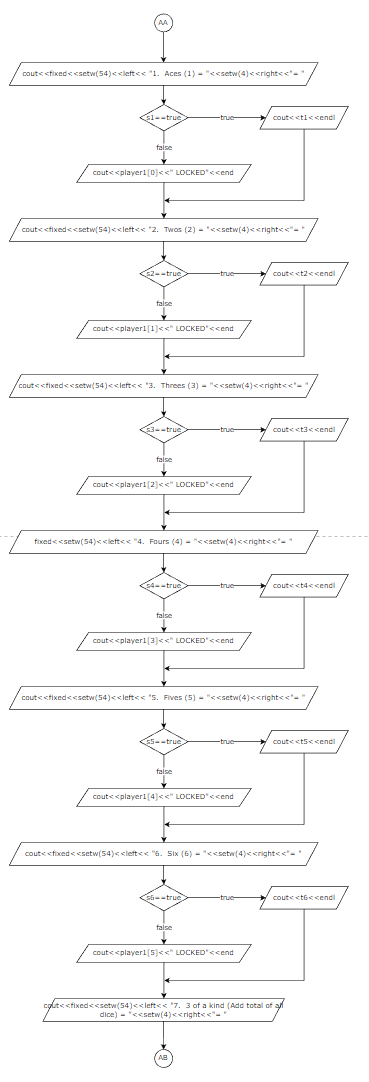 AA
cout<<fixed<<setw(54)<<left<< "1.  Aces (1) = "<<setw(4)<<right<<"= "
s1==true
true
cout<<t1<<endl
false
cout<<player1[0]<<" LOCKED"<<end
cout<<fixed<<setw(54)<<left<< "2.  Twos (2) = "<<setw(4)<<right<<"= "
s2==true
true
cout<<t2<<endl
false
cout<<player1[1]<<" LOCKED"<<end
cout<<fixed<<setw(54)<<left<< "3.  Threes (3) = "<<setw(4)<<right<<"= "
s3==true
true
cout<<t3<<endl
false
cout<<player1[2]<<" LOCKED"<<end
fixed<<setw(54)<<left<< "4.  Fours (4) = "<<setw(4)<<right<<"= "
s4==true
true
cout<<t4<<endl
false
cout<<player1[3]<<" LOCKED"<<end
cout<<fixed<<setw(54)<<left<< "5.  Fives (5) = "<<setw(4)<<right<<"= "
s5==true
true
cout<<t5<<endl
false
cout<<player1[4]<<" LOCKED"<<end
cout<<fixed<<setw(54)<<left<< "6.  Six (6) = "<<setw(4)<<right<<"= "
s6==true
true
cout<<t6<<endl
false
cout<<player1[5]<<" LOCKED"<<end
cout<<fixed<<setw(54)<<left<< "7.  3 of a kind (Add total of all
dice) = "<<setw(4)<<right<<"= "
AB